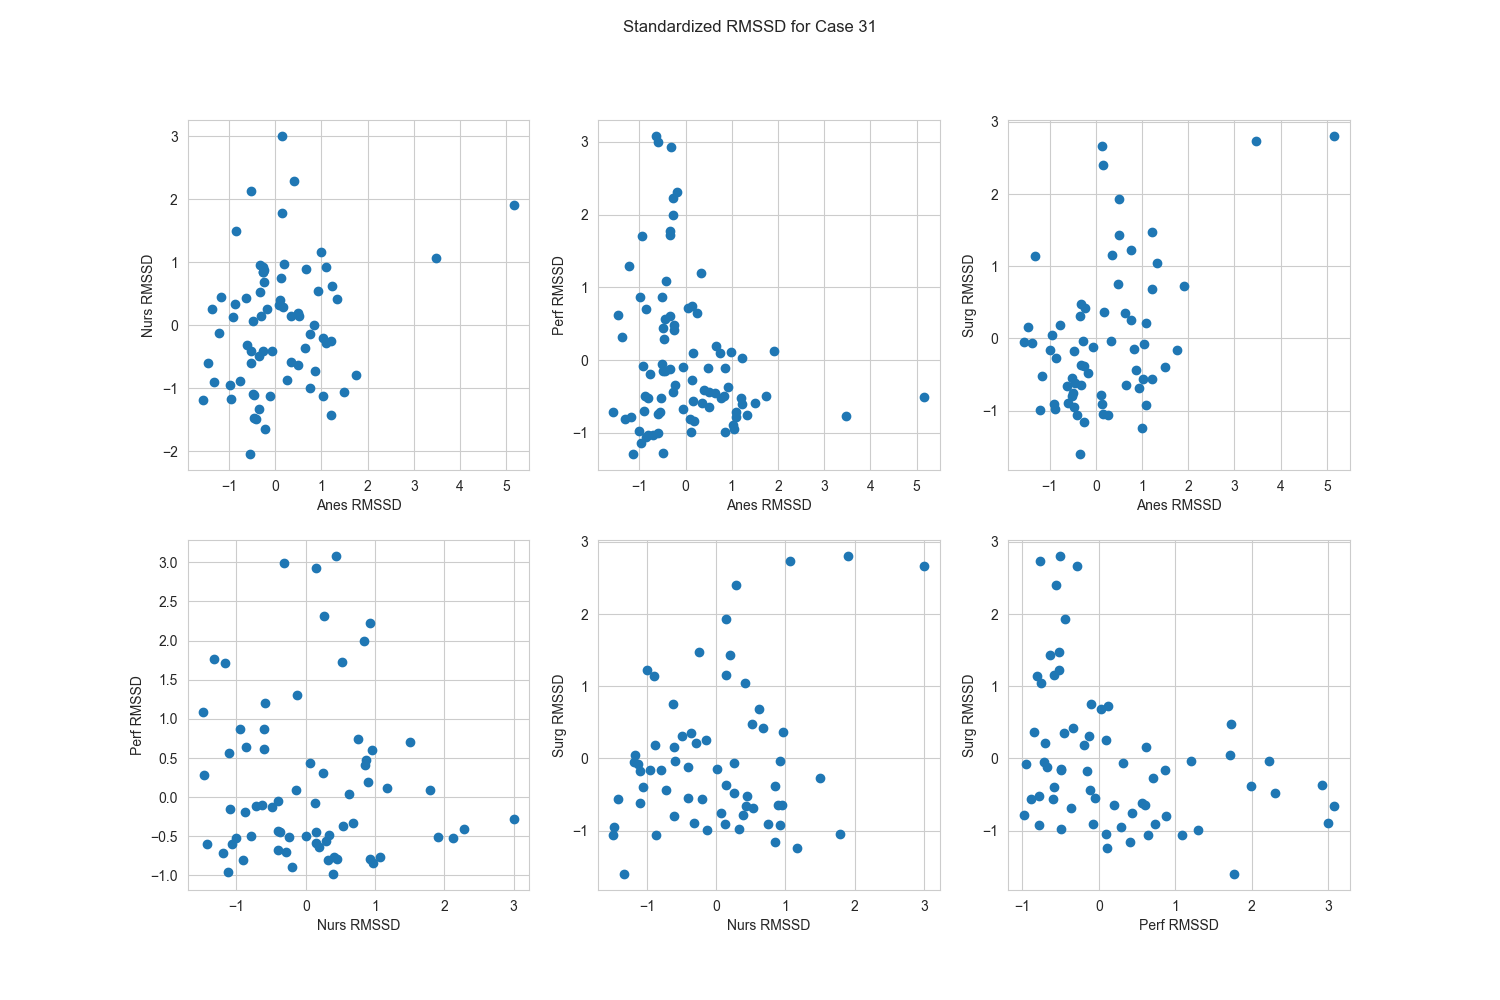 Standardized RMSSD for Case 31
3
2
1
0
−1
−2
Nurs RMSSD
−1 0 1 2 3 4 5
Anes RMSSD
3
2
1
0
−1
Perf RMSSD
−1 0 1 2 3 4 5
Anes RMSSD
3
2
1
0
−1
Surg RMSSD
−1 0 1 2 3 4 5
Anes RMSSD
3.0
2.5
2.0
1.5
1.0
0.5
0.0
−0.5
−1.0
Perf RMSSD
−1 0 1 2 3
Nurs RMSSD
3
2
1
0
−1
Surg RMSSD
−1 0 1 2 3
Nurs RMSSD
3
2
1
0
−1
Surg RMSSD
−1 0 1 2 3
Perf RMSSD